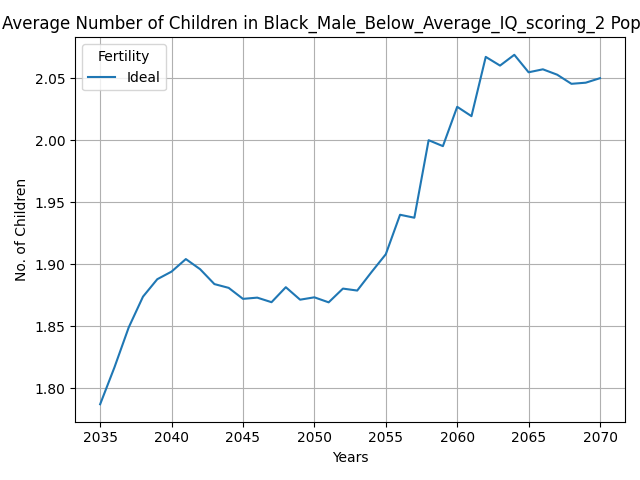 Average Number of Children in Black_Male_Below_Average_IQ_scoring_2 Pop
Fertility
Ideal
No. of Children
2.05
2.00
1.95
1.90
1.85
1.80
2035 2040 2045 2050 2055 2060 2065 2070
Years